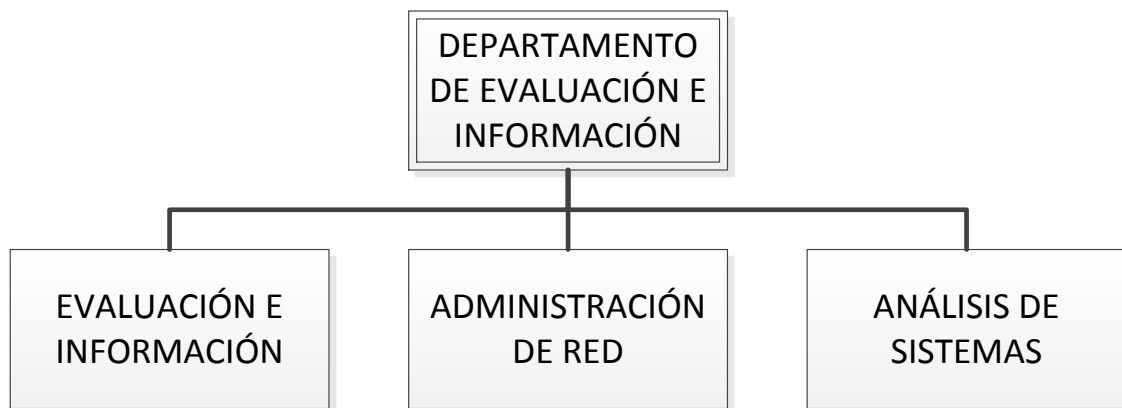 DEPARTAMENTO
DE EVALUACIÓN E
INFORMACIÓN
EVALUACIÓN E
INFORMACIÓN
ADMINISTRACIÓN
DE RED
ANÁLISIS DE
SISTEMAS